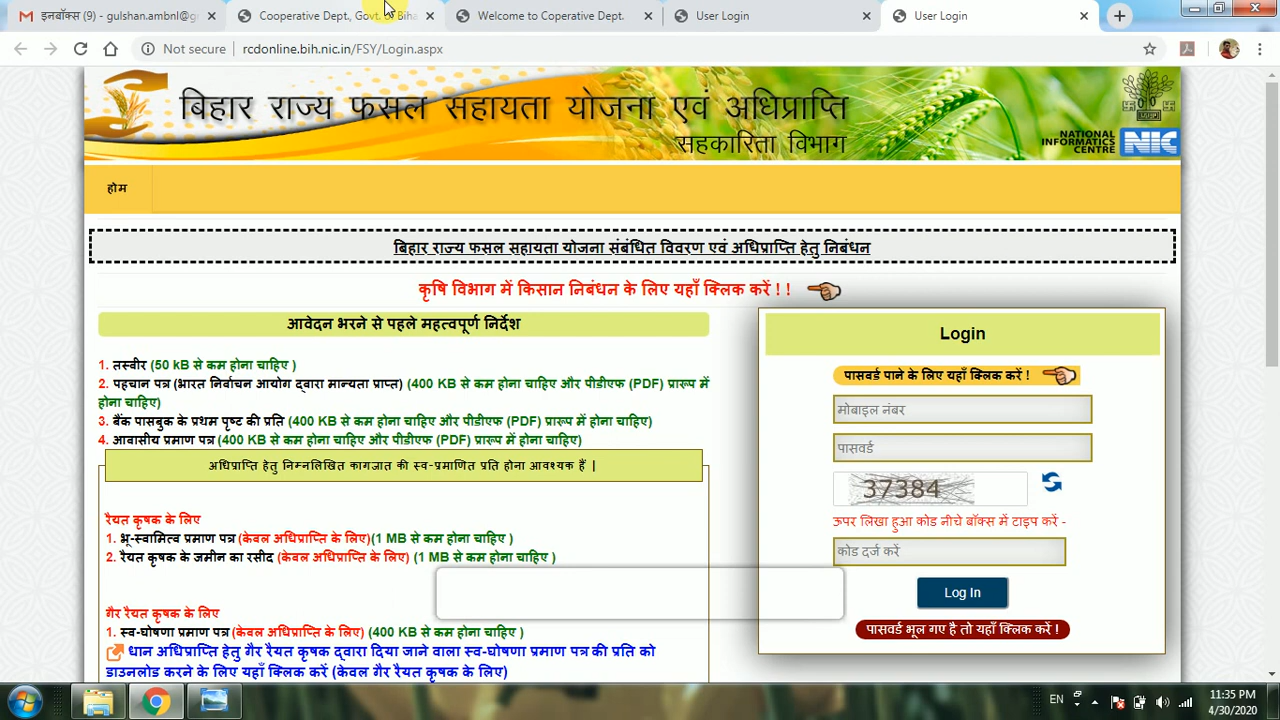 इनबॉक्स (9) - gulshan.ambnl@g
Cooperative Dept., Govt. of Biha
Welcome to Coperative Dept.
User Login
User Login
Not secure
rcdonline.bih.nic.in/FSY/Login.aspx
बिहार राज्य फसल सहायता योजना एवं अधिप्राप्ति
सहकारिता विभाग
NATIONAL
INFORMATICS
CENTRE
NIC
होम
बिहार राज्य फसल सहायता योजना संबंधित विवरण एवं अधिप्राप्ति हेतु निबंधन
कृषि विभाग में किसान निबंधन के लिए यहाँ क्लिक करें ! !
आवेदन भरने से पहले महत्वपूर्ण निर्देश
1. तस्वीर (50 kB से कम होना चाहिए )
2. पहचान पत्र (भारत निर्वाचन आयोग द्वारा मान्यता प्राप्त) (400 KB से कम होना चाहिए और पीडीएफ (PDF) प्रारूप में
होना चाहिए)
3. बैंक पासबुक के प्रथम पृष्ट की प्रति (400 KB से कम होना चाहिए और पीडीएफ (PDF) प्रारूप में होना चाहिए)
4. आवासीय प्रमाण पत्र (400 KB से कम होना चाहिए और पीडीएफ (PDF) प्रारूप में होना चाहिए)
अधिप्राप्ति हेतु निम्नलिखित कागजात की स्व-प्रमाणित प्रति होना आवश्यक हैं |
रैयत कृषक के लिए
1. भू-स्वामित्व प्रमाण पत्र (केवल अधिप्राप्ति के लिए)(1 MB से कम होना चाहिए )
2. रैयत कृषक के जमीन का रसीद (केवल अधिप्राप्ति के लिए) (1 MB से कम होना चाहिए )
गैर रैयत कृषक के लिए
1. स्व-घोषणा प्रमाण पत्र (केवल अधिप्राप्ति के लिए) (400 KB से कम होना चाहिए )
धान अधिप्राप्ति हेतु गैर रैयत कृषक द्वारा दिया जाने वाला स्व-घोषणा प्रमाण पत्र की प्रति को
डाउनलोड करने के लिए यहाँ क्लिक करें (केवल गैर रैयत कृषक के लिए)
Login
पासवर्ड पाने के लिए यहाँ क्लिक करें !
मोबाइल नंबर
पासवर्ड
37384
ऊपर लिखा हुआ कोड नीचे बॉक्स में टाइप करें -
कोड दर्ज करें
Log In
पासवर्ड भूल गए है तो यहाँ क्लिक करें !
EN
11:35 PM
4/30/2020